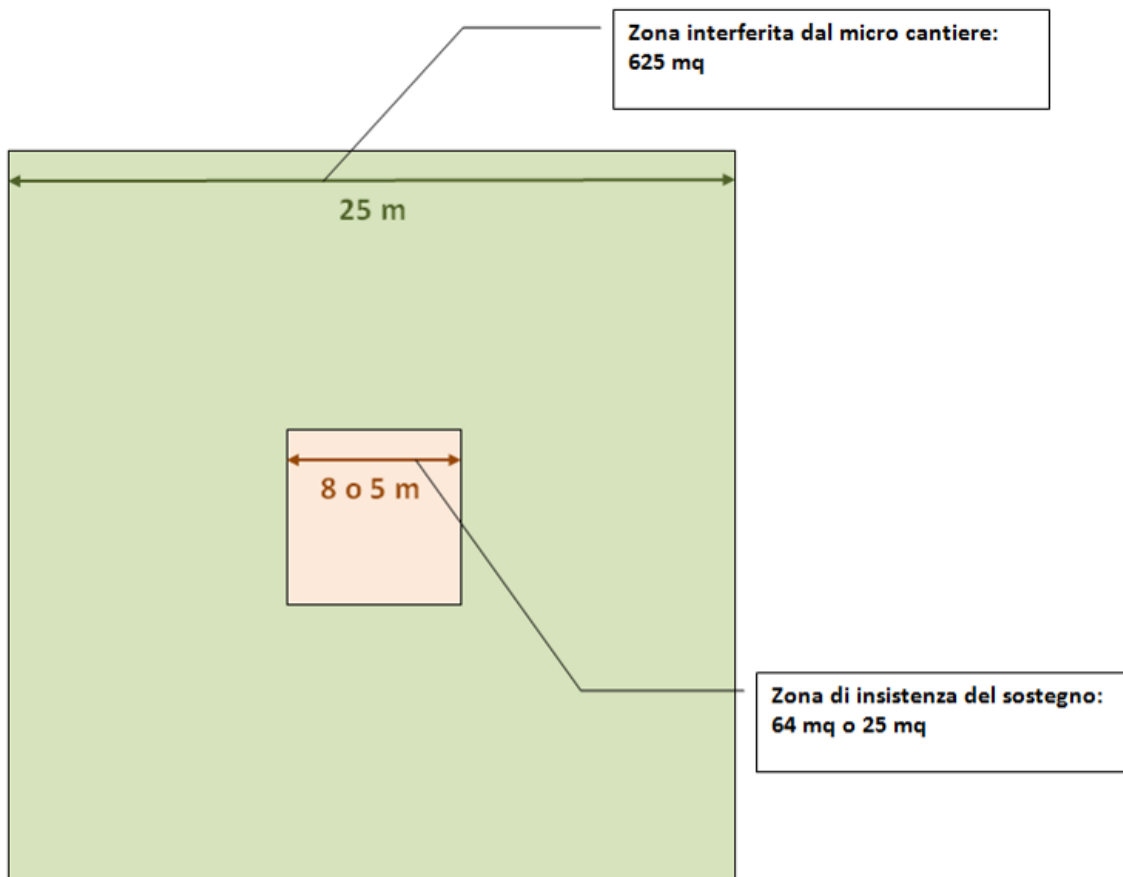 Zona interferita dal micro cantiere:
625 mq
25 m
8 o 5 m
Zona di insistenza del sostegno:
64 mq o 25 mq